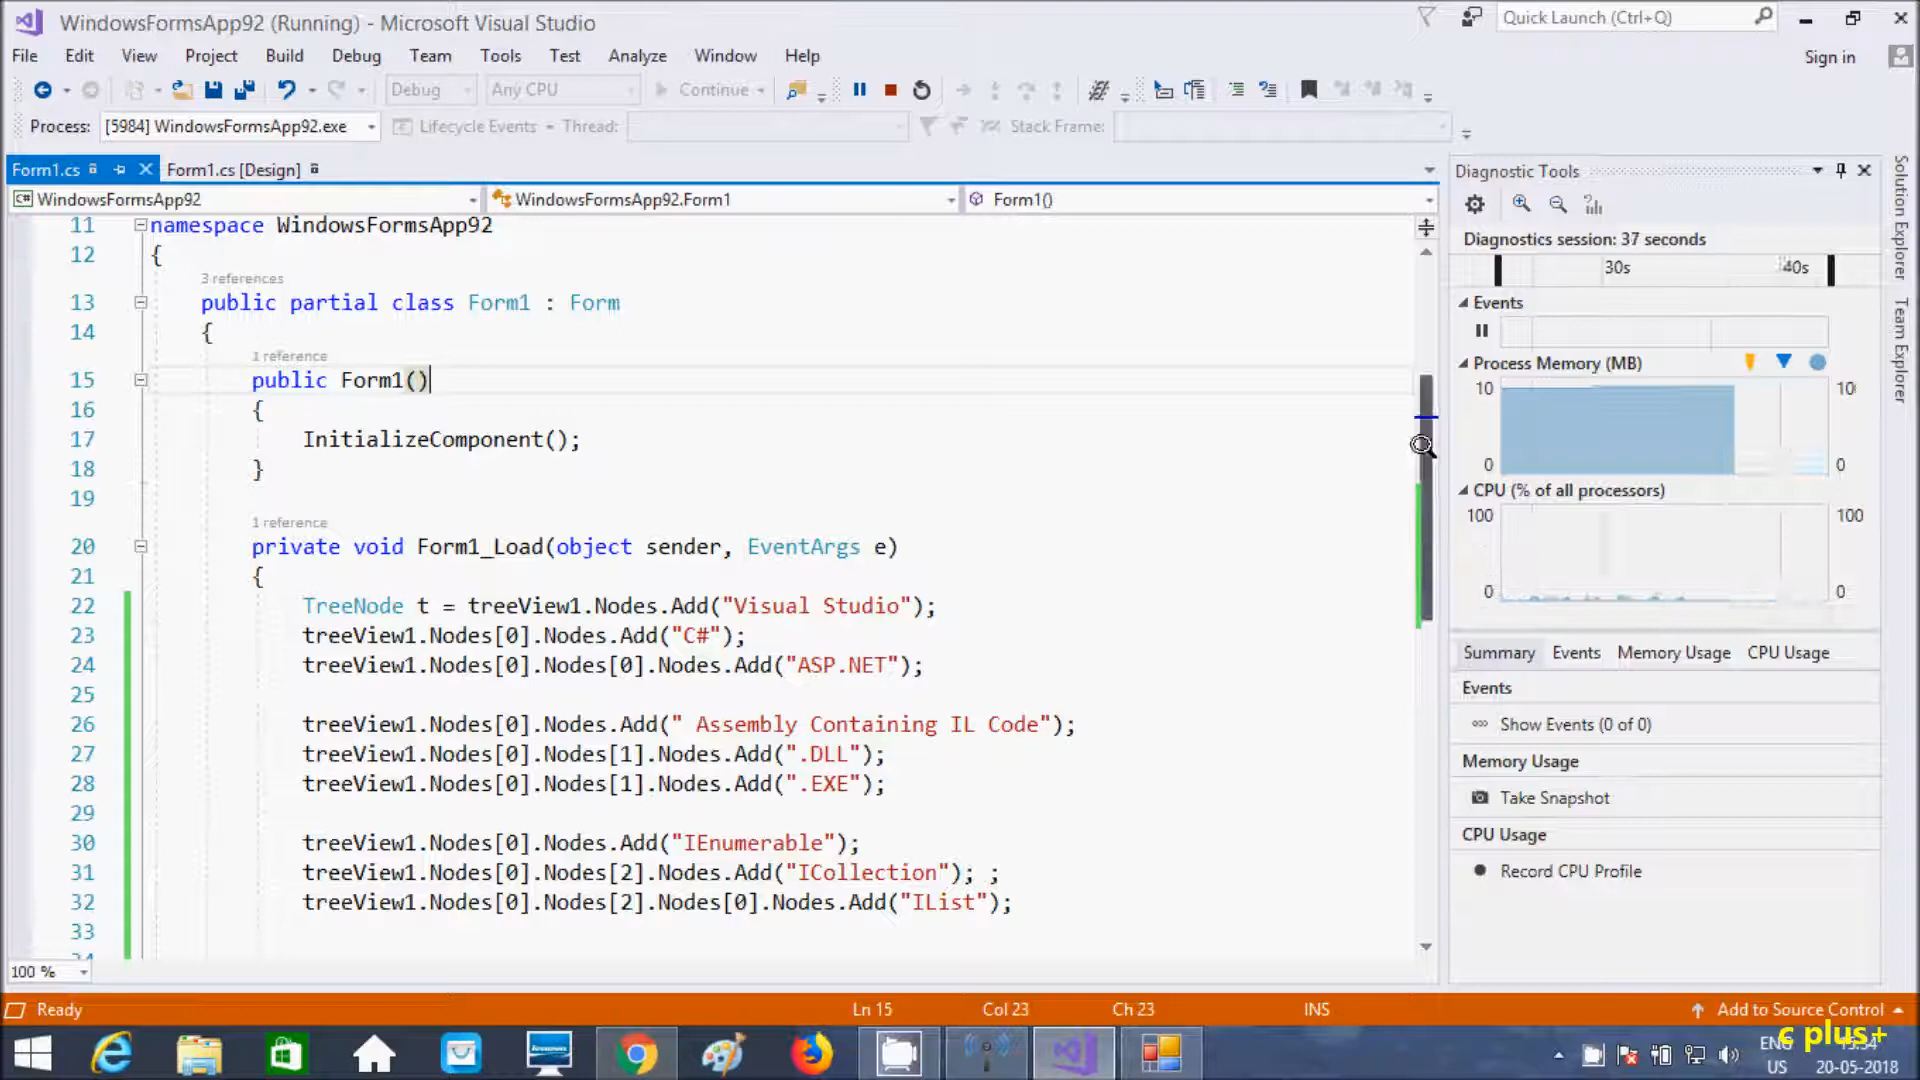 WindowsFormsApp92 (Running) - Microsoft Visual Studio
Quick Launch (Ctrl+Q)
File Edit View Project Build Debug Team Tools Test Analyze Window Help
Sign in
Debug Any CPU Continue
Process: [5984] WindowsFormsApp92.exe Lifecycle Events Thread: Stack Frame:
Form1.cs Form1.cs [Design]
WindowsFormsApp92 WindowsFormsApp92.Form1 Form1()
11 namespace WindowsFormsApp92
12 {
3 references
13 public partial class Form1 : Form
14 {
1 reference
15 public Form1()
16 {
17 InitializeComponent();
18 }
19
1 reference
20 private void Form1_Load(object sender, EventArgs e)
21 {
22 TreeNode t = treeView1.Nodes.Add("Visual Studio");
23 treeView1.Nodes[0].Nodes.Add("C#");
24 treeView1.Nodes[0].Nodes[0].Nodes.Add("ASP.NET");
25
26 treeView1.Nodes[0].Nodes.Add(" Assembly Containing IL Code");
27 treeView1.Nodes[0].Nodes[1].Nodes.Add(".DLL");
28 treeView1.Nodes[0].Nodes[1].Nodes.Add(".EXE");
29
30 treeView1.Nodes[0].Nodes.Add("IEnumerable");
31 treeView1.Nodes[0].Nodes[2].Nodes.Add("ICollection"); ;
32 treeView1.Nodes[0].Nodes[2].Nodes[0].Nodes.Add("IList");
33
100 %
Diagnostic Tools
Diagnostics session: 37 seconds
30s 40s
Events
Process Memory (MB)
10 10
0 0
CPU (% of all processors)
100 100
0 0
Summary Events Memory Usage CPU Usage
Events
Show Events (0 of 0)
Memory Usage
Take Snapshot
CPU Usage
Record CPU Profile
Solution Explorer
Team Explorer
Ready Ln 15 Col 23 Ch 23 INS Add to Source Control
c plus+
ENG
US 20-05-2018